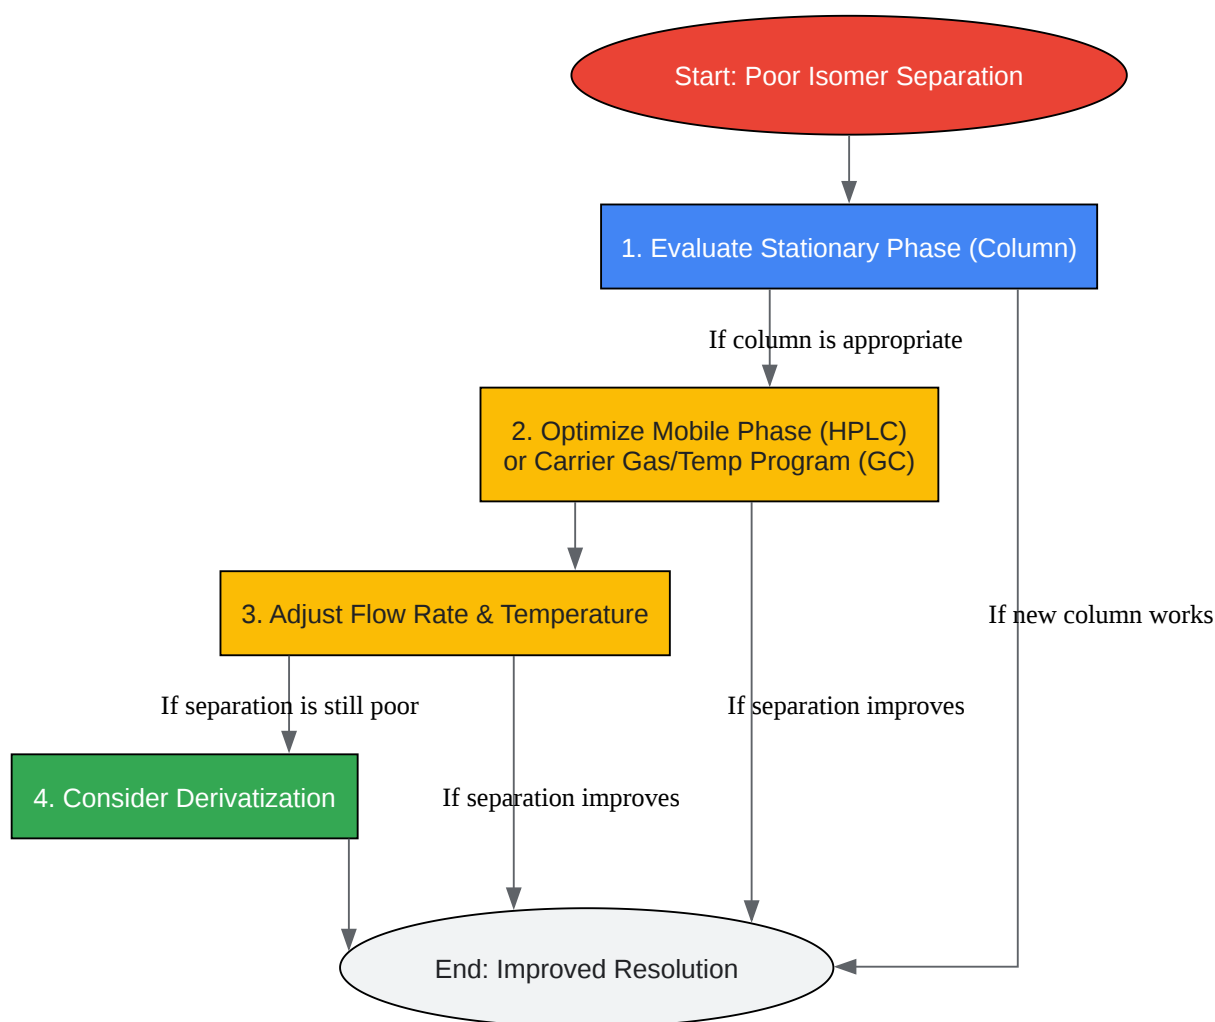 Start: Poor Isomer Separation
1. Evaluate Stationary Phase (Column)
If column is appropriate
2. Optimize Mobile Phase (HPLC)
or Carrier Gas/Temp Program (GC)
3. Adjust Flow Rate & Temperature
If new column works
If separation is still poor
If separation improves
4. Consider Derivatization
If separation improves
End: Improved Resolution